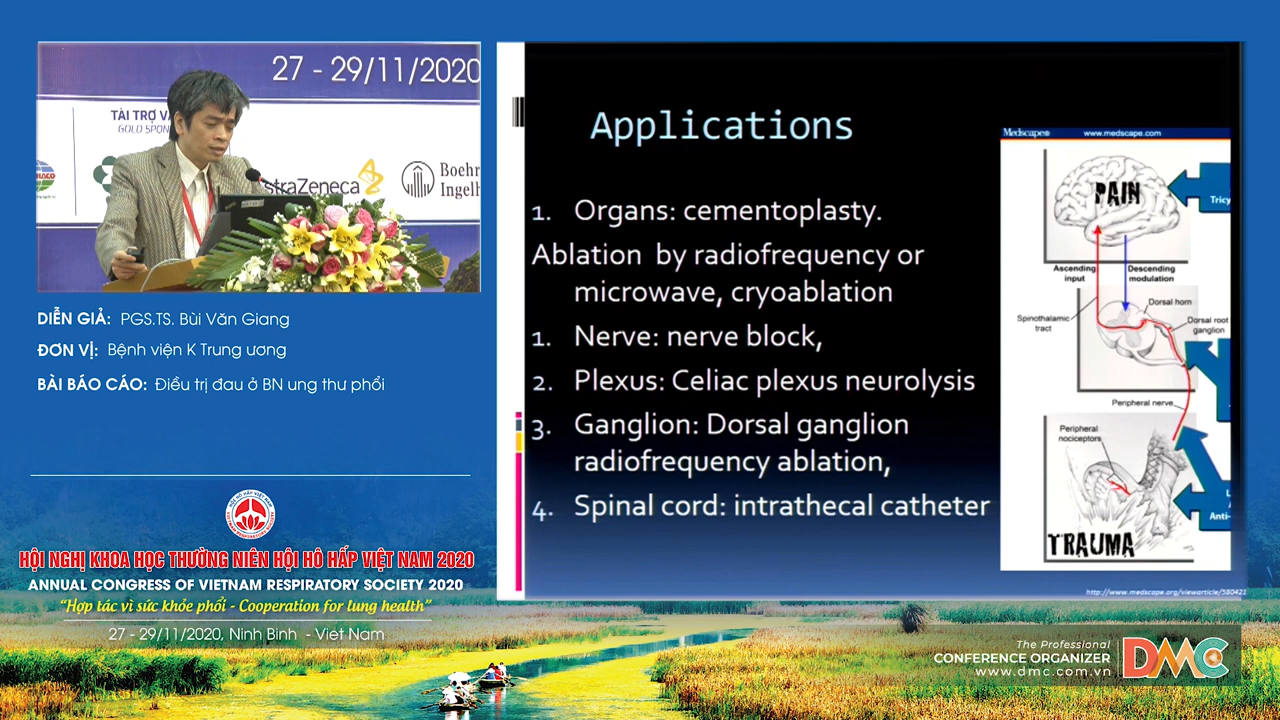 27 - 29/11/2020
TÀI TRỢ
GOLD
AstraZeneca
Boehr
Ingelh
DIỄN GIẢ: PGS.TS. Bùi Văn Giang
ĐƠN VỊ: Bệnh viện K Trung ương
BÀI BÁO CÁO: Điều trị đau ở BN ung thư phổi
HỘI NGHỊ KHOA HỌC THƯỜNG NIÊN HỘI HÔ HẤP VIỆT NAM 2020
ANNUAL CONGRESS OF VIETNAM RESPIRATORY SOCIETY 2020
"Hợp tác vì sức khỏe phổi - Cooperation for lung health"
27 - 29/11/2020, Ninh Binh - Viet Nam
Applications
1. Organs: cementoplasty.
Ablation by radiofrequency or
microwave, cryoablation
1. Nerve: nerve block,
2. Plexus: Celiac plexus neurolysis
3. Ganglion: Dorsal ganglion
radiofrequency ablation,
4. Spinal cord: intrathecal catheter
Medscape® www.medscape.com
PAIN
Tricy
Ascending
input
Descending
modulation
Dorsal horn
Spinothalamic
tract
Dorsal root
ganglion
Peripheral nerve
Peripheral
nociceptors
Anti-
TRAUMA
http://www.medscape.org/viewarticle/580421
The Professional
CONFERENCE ORGANIZER
www.dmc.com.vn
DMC